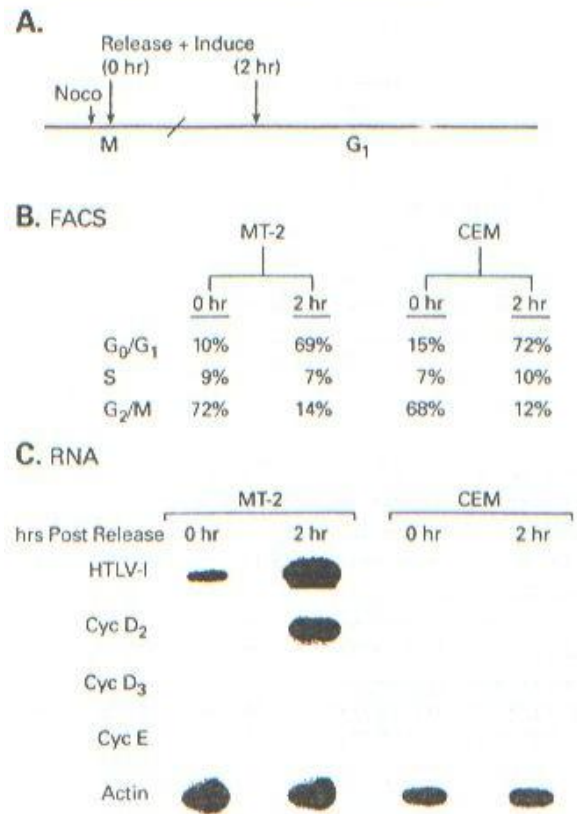 A.
Release + Induce
(0 hr) (2 hr)
Noco
M G₁
B. FACS
MT-2 CEM
0 hr 2 hr 0 hr 2 hr
G₀/G₁ 10% 69% 15% 72%
S 9% 7% 7% 10%
G₂/M 72% 14% 68% 12%
C. RNA
MT-2 CEM
hrs Post Release 0 hr 2 hr 0 hr 2 hr
HTLV-I
Cyc D₂
Cyc D₃
Cyc E
Actin